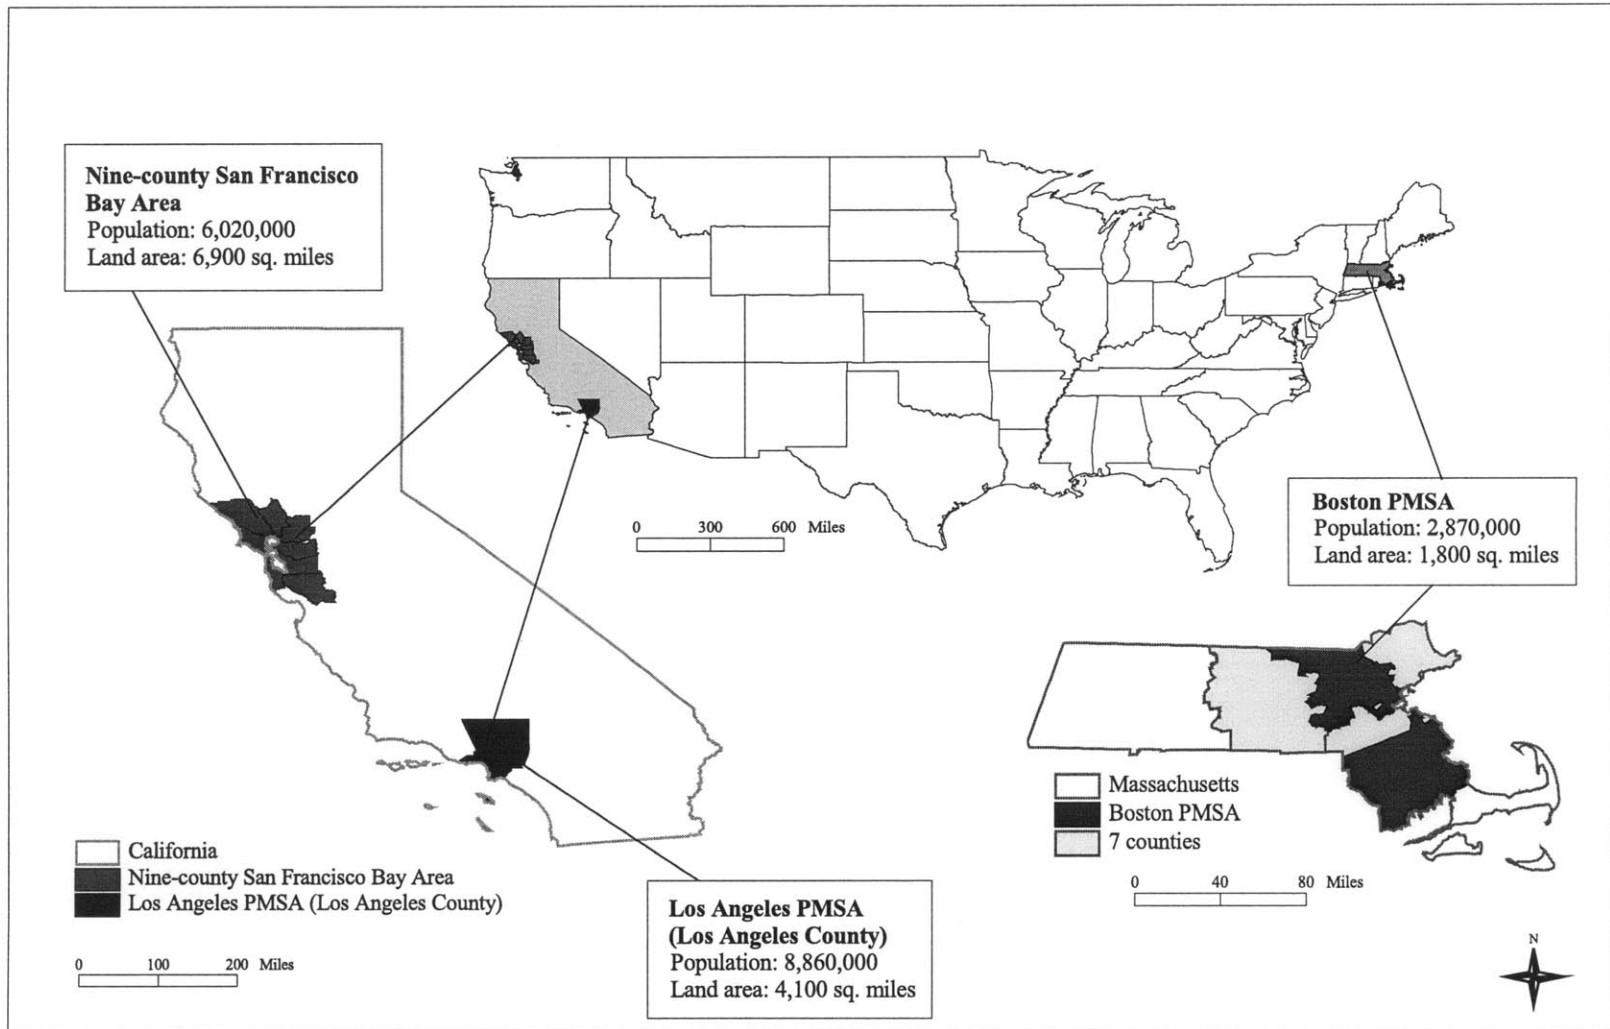 Nine-county San Francisco
Bay Area
Population: 6,020,000
Land area: 6,900 sq. miles
0 300 600 Miles
Boston PMSA
Population: 2,870,000
Land area: 1,800 sq. miles
Massachusetts
Boston PMSA
7 counties
0 40 80 Miles
California
Nine-county San Francisco Bay Area
Los Angeles PMSA (Los Angeles County)
0 100 200 Miles
Los Angeles PMSA
(Los Angeles County)
Population: 8,860,000
Land area: 4,100 sq. miles
N